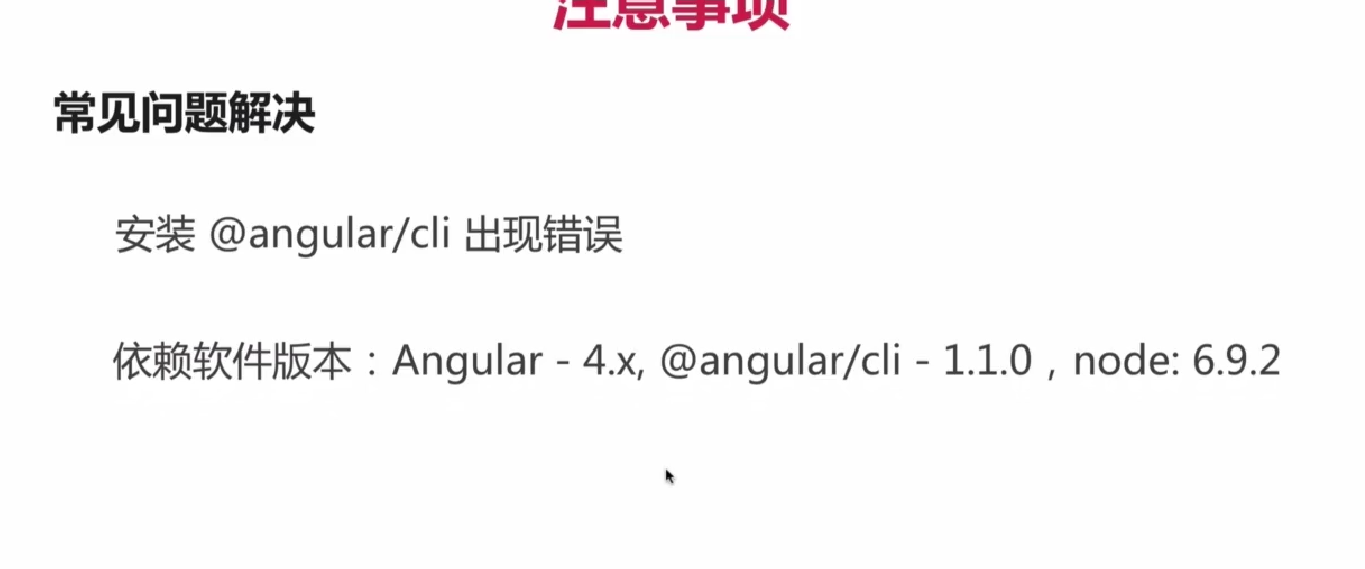 注意事项
常见问题解决
安装 @angular/cli 出现错误
依赖软件版本：Angular - 4.x, @angular/cli - 1.1.0，node: 6.9.2